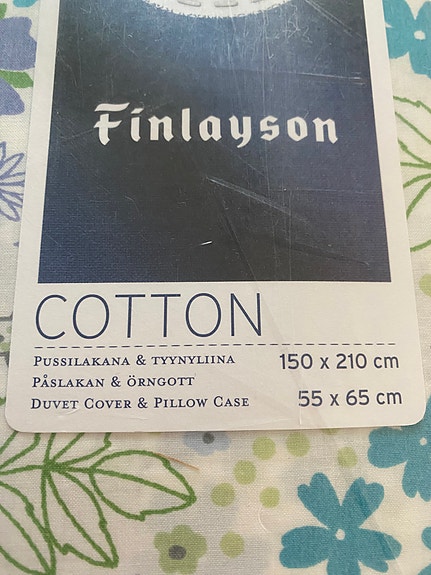 Finlayson
COTTON
PUSSILAKANA & TYYNYLIINA 150 x 210 cm
PÅSLAKAN & ÖRNGOTT
DUVET COVER & PILLOW CASE 55 x 65 cm